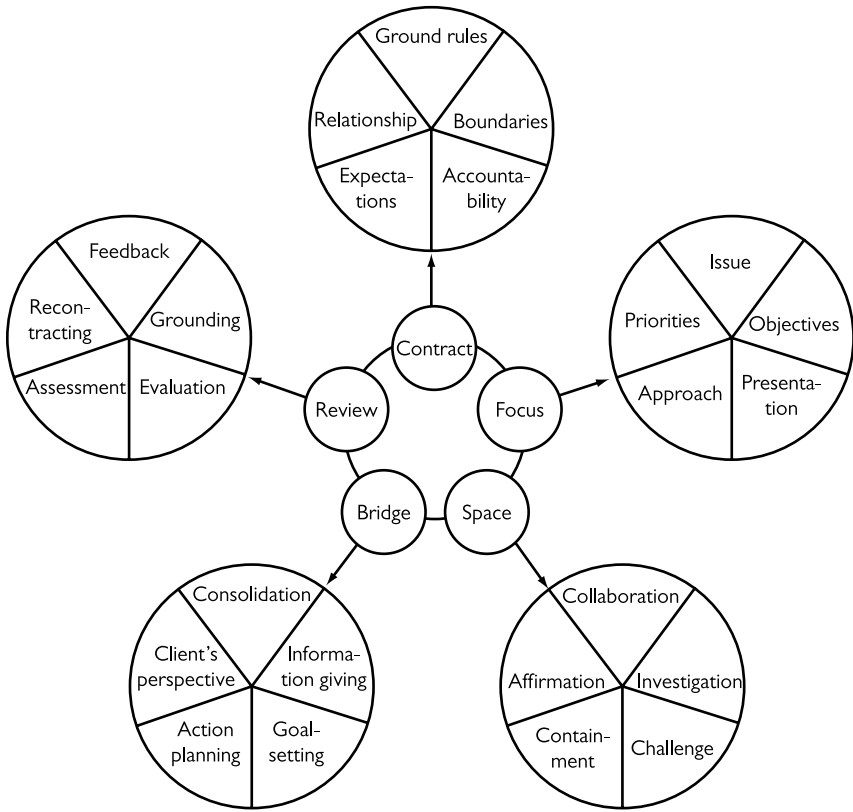 Ground rules
Relationship
Boundaries
Expecta-
tions
Accounta-
bility
Feedback
Recon-
tracting
Grounding
Assessment
Evaluation
Issue
Priorities
Objectives
Approach
Presenta-
tion
Contract
Review
Focus
Bridge
Space
Consolidation
Client's
perspective
Informa-
tion giving
Action
planning
Goal-
setting
Collaboration
Affirmation
Investigation
Contain-
ment
Challenge